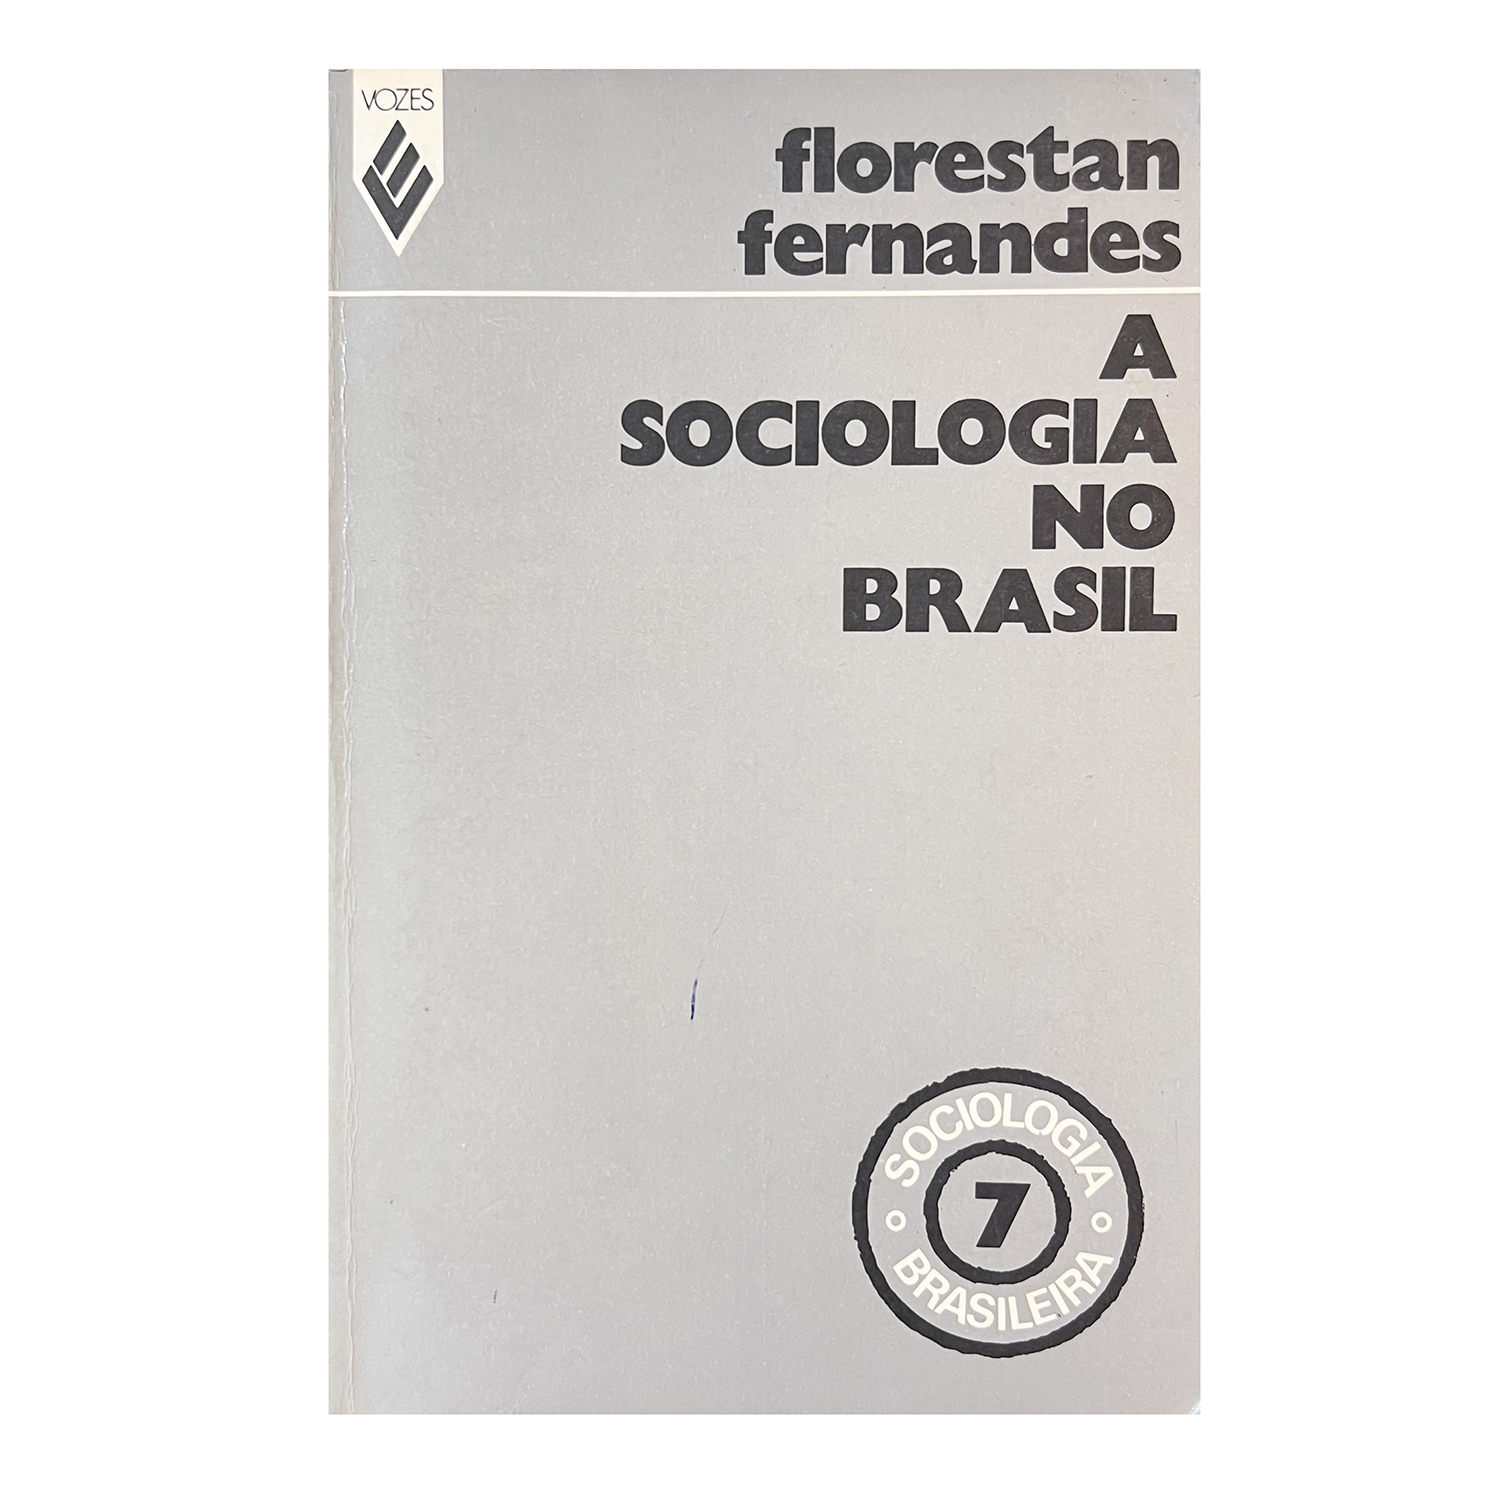 VOZES
florestan
fernandes
A
SOCIOLOGIA
NO
BRASIL
SOCIOLOGIA
7
BRASILEIRA